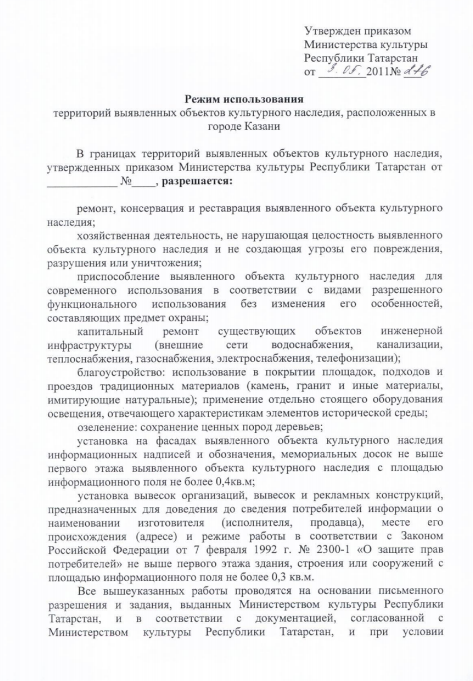 Утвержден приказом
Министерства культуры
Республики Татарстан
от 2011№
Режим использования
территорий выявленных объектов культурного наследия, расположенных в
городе Казани
В границах территорий выявленных объектов культурного наследия,
утвержденных приказом Министерства культуры Республики Татарстан от
______________ №_____, разрешается:
ремонт, консервация и реставрация выявленного объекта культурного
наследия;
хозяйственная деятельность, не нарушающая целостность выявленного
объекта культурного наследия и не создающая угрозы его повреждения,
разрушения или уничтожения;
приспособление выявленного объекта культурного наследия для
современного использования в соответствии с видами разрешенного
функционального использования без изменения его особенностей,
составляющих предмет охраны;
капитальный ремонт существующих объектов инженерной
инфраструктуры (внешние сети водоснабжения, канализации,
теплоснабжения, газоснабжения, электроснабжения, телефонизации);
благоустройство: использование в покрытии площадок, подходов и
проездов традиционных материалов (камень, гранит и иные материалы,
имитирующие натуральные); применение отдельно стоящего оборудования
освещения, отвечающего характеристикам элементов исторической среды;
озеленение: сохранение ценных пород деревьев;
установка на фасадах выявленного объекта культурного наследия
информационных надписей и обозначения, мемориальных досок не выше
первого этажа выявленного объекта культурного наследия с площадью
информационного поля не более 0,4кв.м;
установка вывесок организаций, вывесок и рекламных конструкций,
предназначенных для доведения до сведения потребителей информации о
наименовании изготовителя (исполнителя, продавца), месте его
происхождения (адресе) и режиме работы в соответствии с Законом
Российской Федерации от 7 февраля 1992 г. № 2300-1 «О защите прав
потребителей» не выше первого этажа здания, строения или сооружений с
площадью информационного поля не более 0,3 кв.м.
Все вышеуказанных работы проводятся на основании письменного
разрешения и задания, выданных Министерством культуры Республики
Татарстан, и в соответствии с документацией, согласованной с
Министерством культуры Республики Татарстан, и при условии